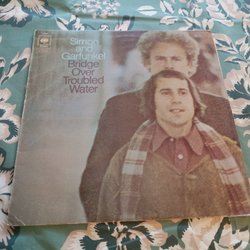 Simon
and
Garfunkel
Bridge
Over
Troubled
Water